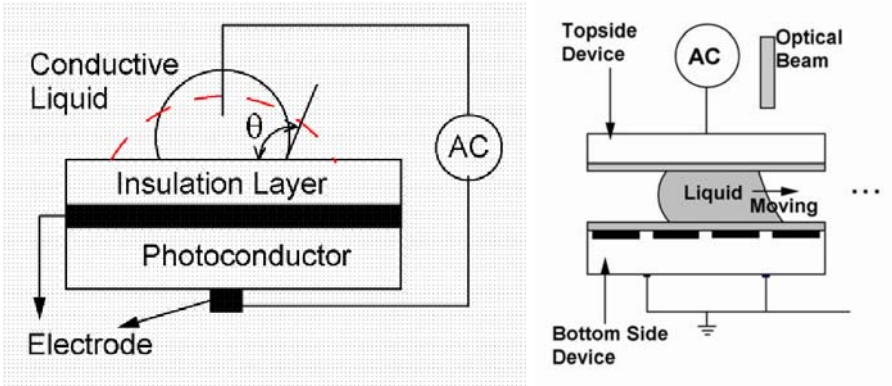 Conductive
Liquid
θ
AC
Insulation Layer
Photoconductor
Electrode
Topside
Device
AC
Optical
Beam
Liquid
Moving
...
Bottom Side
Device